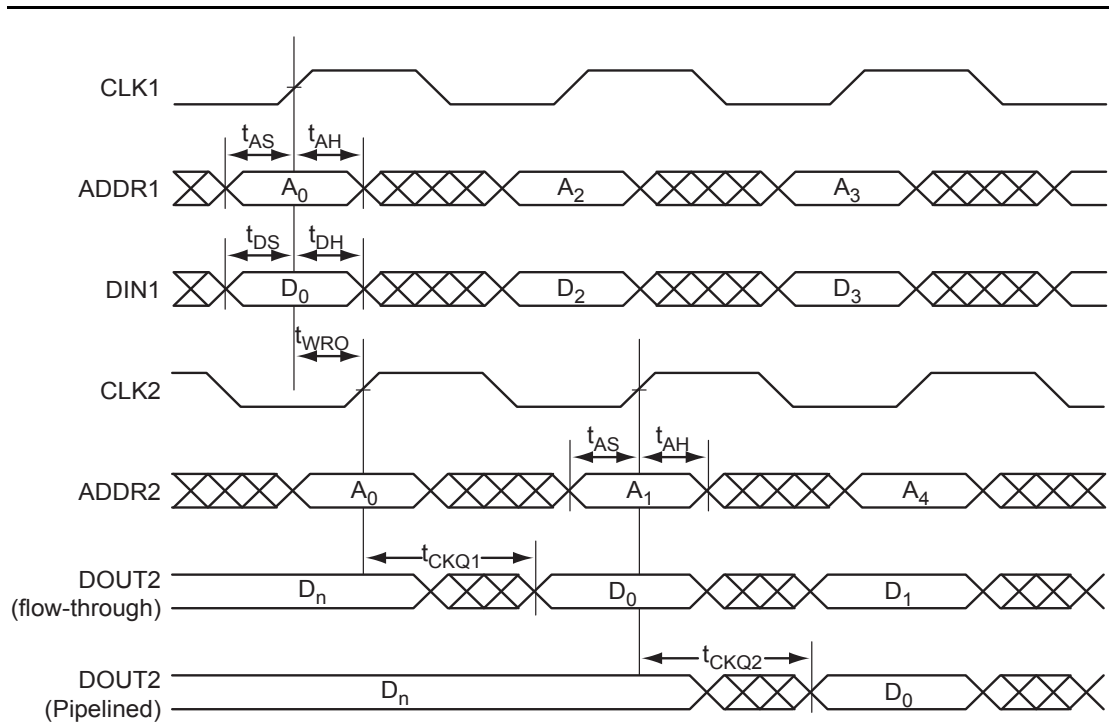 CLK1
tAS tAH
ADDR1 A0 A2 A3
tDS tDH
DIN1 D0 D2 D3
tWRO
CLK2
tAS tAH
ADDR2 A0 A1 A4
tCKQ1
DOUT2
(flow-through) Dn D0 D1
tCKQ2
DOUT2
(Pipelined) Dn D0